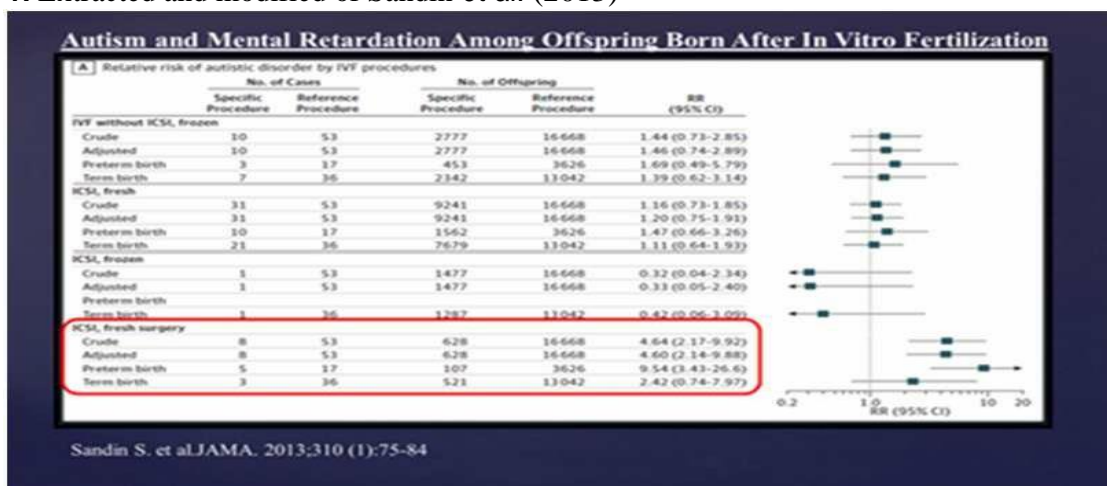 Autism and Mental Retardation Among Offspring Born After In Vitro Fertilization
A Relative risk of autistic disorder by IVF procedures
No. of Cases No. of Offspring
Specific Procedure Reference Procedure Specific Procedure Reference Procedure RR (95% CI)
IVF without ICSI, frozen
Crude 10 53 2777 16668 1.44 (0.73-2.85)
Adjusted 10 53 2777 16668 1.46 (0.74-2.89)
Preterm birth 3 17 453 3626 1.69 (0.49-5.79)
Term birth 7 36 2342 13042 1.39 (0.62-3.14)
ICSI, fresh
Crude 31 53 9241 16668 1.16 (0.73-1.85)
Adjusted 31 53 9241 16668 1.20 (0.75-1.91)
Preterm birth 10 17 1562 3626 1.47 (0.66-3.26)
Term birth 21 36 7679 13042 1.11 (0.64-1.93)
ICSI, frozen
Crude 1 53 1477 16668 0.32 (0.04-2.34)
Adjusted 1 53 1477 16668 0.33 (0.05-2.40)
Preterm birth
Term birth 1 36 1287 13042 0.42 (0.06-3.09)
ICSI, fresh surgery
Crude 8 53 628 16668 4.64 (2.17-9.92)
Adjusted 8 53 628 16668 4.60 (2.14-9.88)
Preterm birth 5 17 107 3626 9.54 (3.43-26.6)
Term birth 3 36 521 13042 2.42 (0.74-7.97)
0.2 1.0 10 20
RR (95% CI)
Sandin S. et al.JAMA. 2013;310 (1):75-84